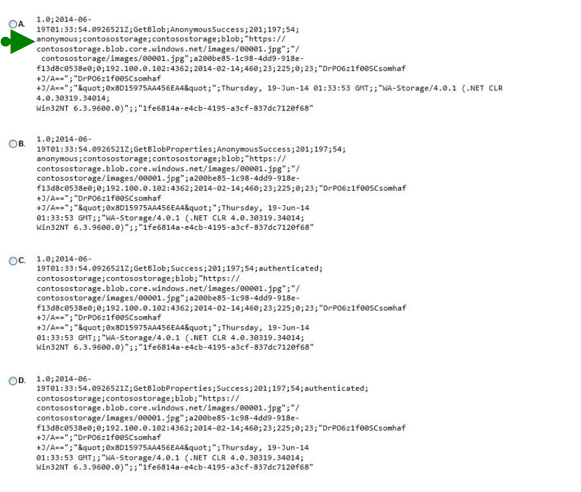 A.
1.0;2014-06-
19T01:33:54.0926521Z;GetBlob;AnonymousSuccess;201;197;54;
anonymous;contosostorage;contosostorage;blob;"https://
contosostorage.blob.core.windows.net/images/00001.jpg";"/
contosostorage/images/00001.jpg";a200be85-1c98-4dd9-918e-
f13d8c0538e0;0;192.100.0.102:4362;2014-02-14;460;23;225;0;23;"DrPO6z1f00SCsomhaf
+J/A==";"DrPO6z1f00SCsomhaf
+J/A==";"&quot;0x8D15975AA456EA4&quot;";Thursday, 19-Jun-14 01:33:53 GMT;;"WA-Storage/4.0.1 (.NET CLR
4.0.30319.34014;
Win32NT 6.3.9600.0)";;"1fe6814a-e4cb-4195-a3cf-837dc7120f68"
B.
1.0;2014-06-
19T01:33:54.0926521Z;GetBlobProperties;AnonymousSuccess;201;197;54;
anonymous;contosostorage;contosostorage;blob;"https://
contosostorage.blob.core.windows.net/images/00001.jpg";"/
contosostorage/images/00001.jpg";a200be85-1c98-4dd9-918e-
f13d8c0538e0;0;192.100.0.102:4362;2014-02-14;460;23;225;0;23;"DrPO6z1f00SCsomhaf
+J/A==";"DrPO6z1f00SCsomhaf
+J/A==";"&quot;0x8D15975AA456EA4&quot;";Thursday, 19-Jun-14
01:33:53 GMT;;"WA-Storage/4.0.1 (.NET CLR 4.0.30319.34014;
Win32NT 6.3.9600.0)";;"1fe6814a-e4cb-4195-a3cf-837dc7120f68"
C.
1.0;2014-06-
19T01:33:54.0926521Z;GetBlob;Success;201;197;54;authenticated;
contosostorage;contosostorage;blob;"https://
contosostorage.blob.core.windows.net/images/00001.jpg";"/
contosostorage/images/00001.jpg";a200be85-1c98-4dd9-918e-
f13d8c0538e0;0;192.100.0.102:4362;2014-02-14;460;23;225;0;23;"DrPO6z1f00SCsomhaf
+J/A==";"DrPO6z1f00SCsomhaf
+J/A==";"&quot;0x8D15975AA456EA4&quot;";Thursday, 19-Jun-14
01:33:53 GMT;;"WA-Storage/4.0.1 (.NET CLR 4.0.30319.34014;
Win32NT 6.3.9600.0)";;"1fe6814a-e4cb-4195-a3cf-837dc7120f68"
D.
1.0;2014-06-
19T01:33:54.0926521Z;GetBlobProperties;Success;201;197;54;authenticated;
contosostorage;contosostorage;blob;"https://
contosostorage.blob.core.windows.net/images/00001.jpg";"/
contosostorage/images/00001.jpg";a200be85-1c98-4dd9-918e-
f13d8c0538e0;0;192.100.0.102:4362;2014-02-14;460;23;225;0;23;"DrPO6z1f00SCsomhaf
+J/A==";"DrPO6z1f00SCsomhaf
+J/A==";"&quot;0x8D15975AA456EA4&quot;";Thursday, 19-Jun-14
01:33:53 GMT;;"WA-Storage/4.0.1 (.NET CLR 4.0.30319.34014;
Win32NT 6.3.9600.0)";;"1fe6814a-e4cb-4195-a3cf-837dc7120f68"